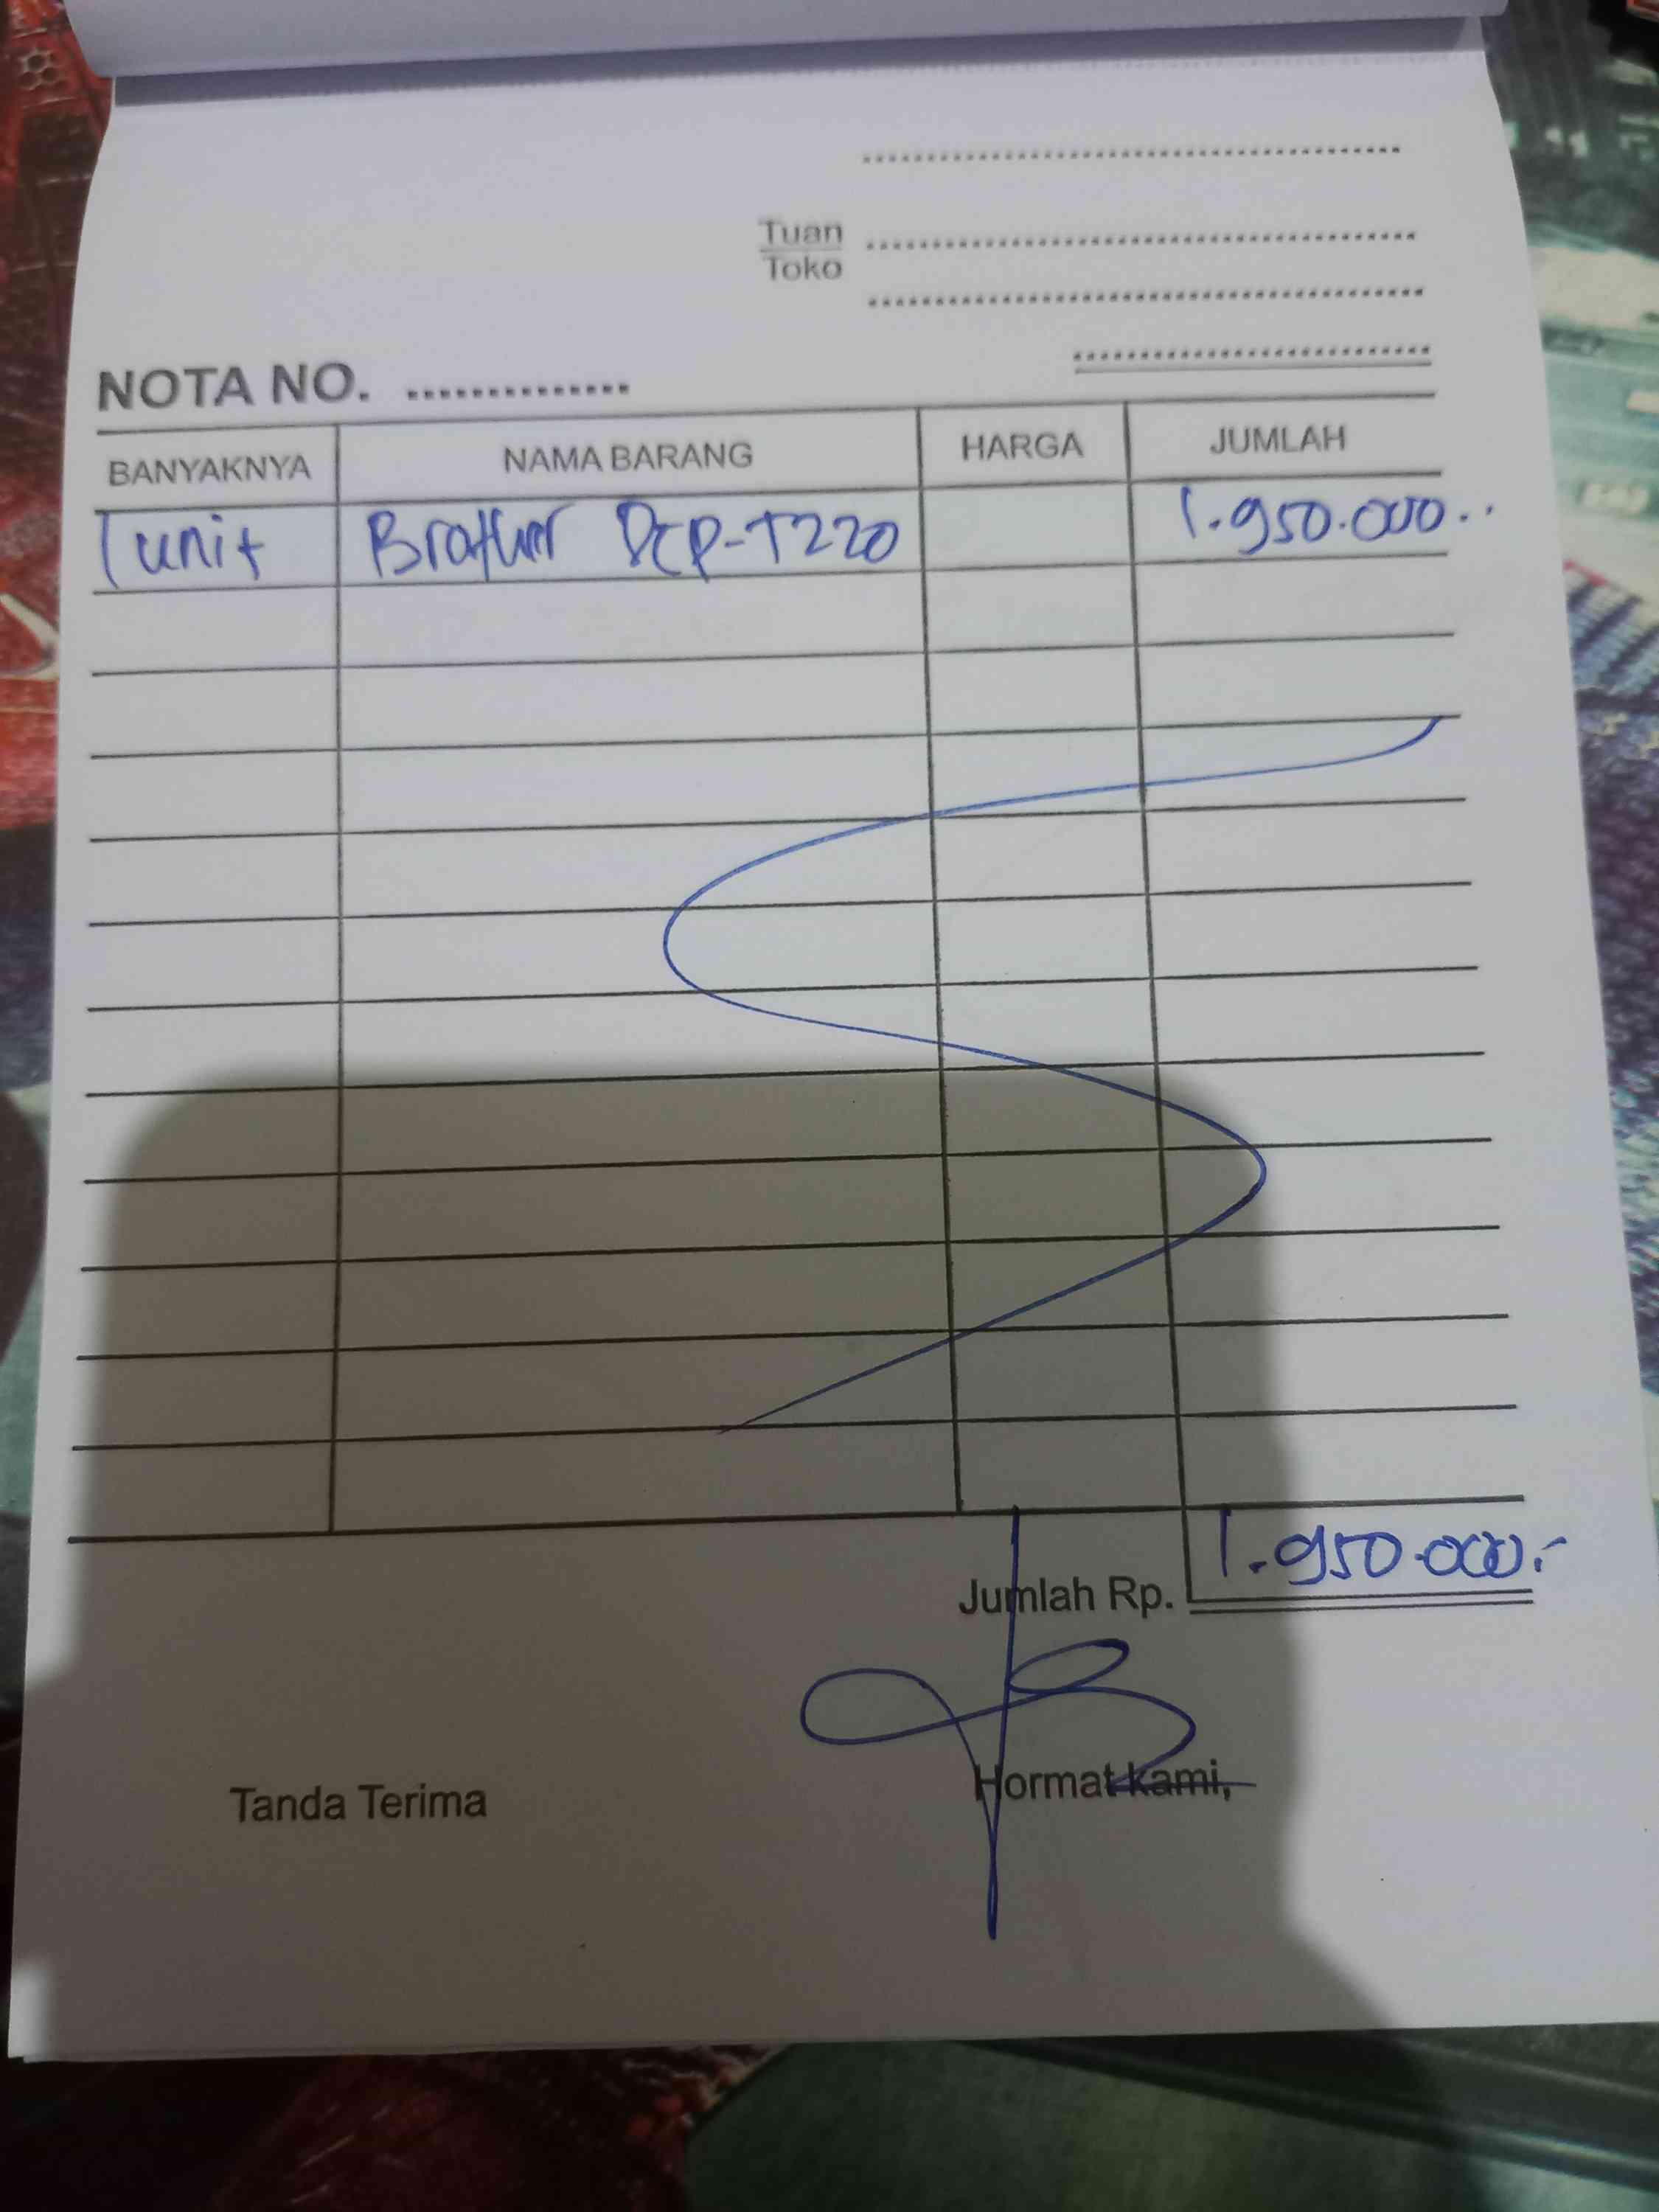 Tuan
Toko
NOTA NO.
BANYAKNYA NAMA BARANG HARGA JUMLAH
1 unit Brother DCP-T220 1.950.000..
Jumlah Rp. 1.950.000.-
Tanda Terima Hormat kami,